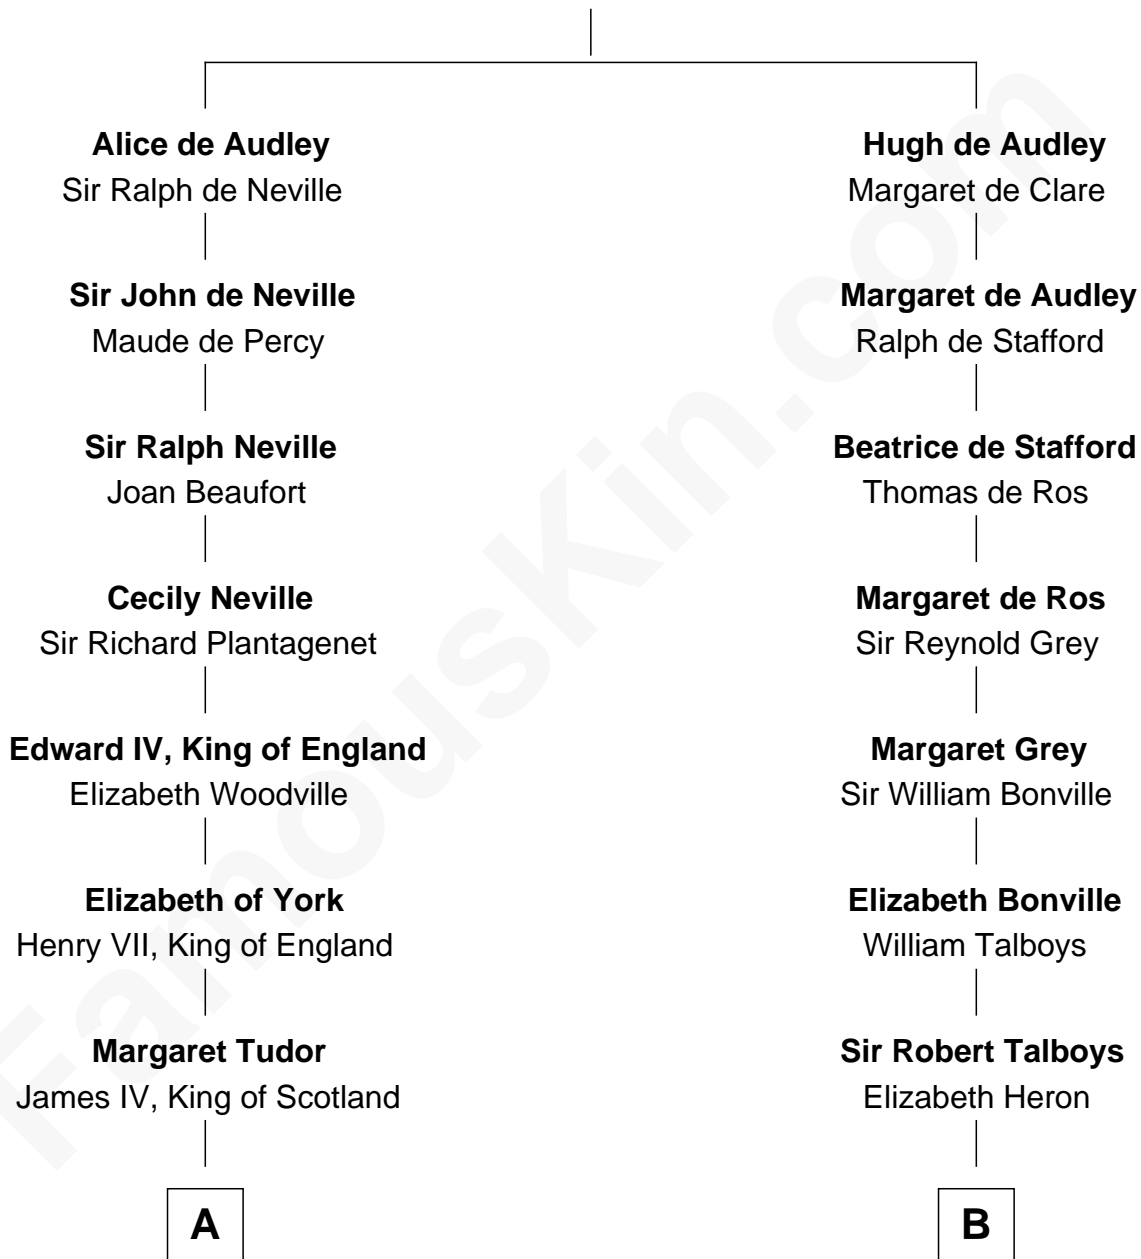 Alice de Audley
Sir Ralph de Neville
Sir John de Neville
Maude de Percy
Sir Ralph Neville
Joan Beaufort
Cecily Neville
Sir Richard Plantagenet
Edward IV, King of England
Elizabeth Woodville
Elizabeth of York
Henry VII, King of England
Margaret Tudor
James IV, King of Scotland
A
Hugh de Audley
Margaret de Clare
Margaret de Audley
Ralph de Stafford
Beatrice de Stafford
Thomas de Ros
Margaret de Ros
Sir Reynold Grey
Margaret Grey
Sir William Bonville
Elizabeth Bonville
William Talboys
Sir Robert Talboys
Elizabeth Heron
B
FamousKin.com